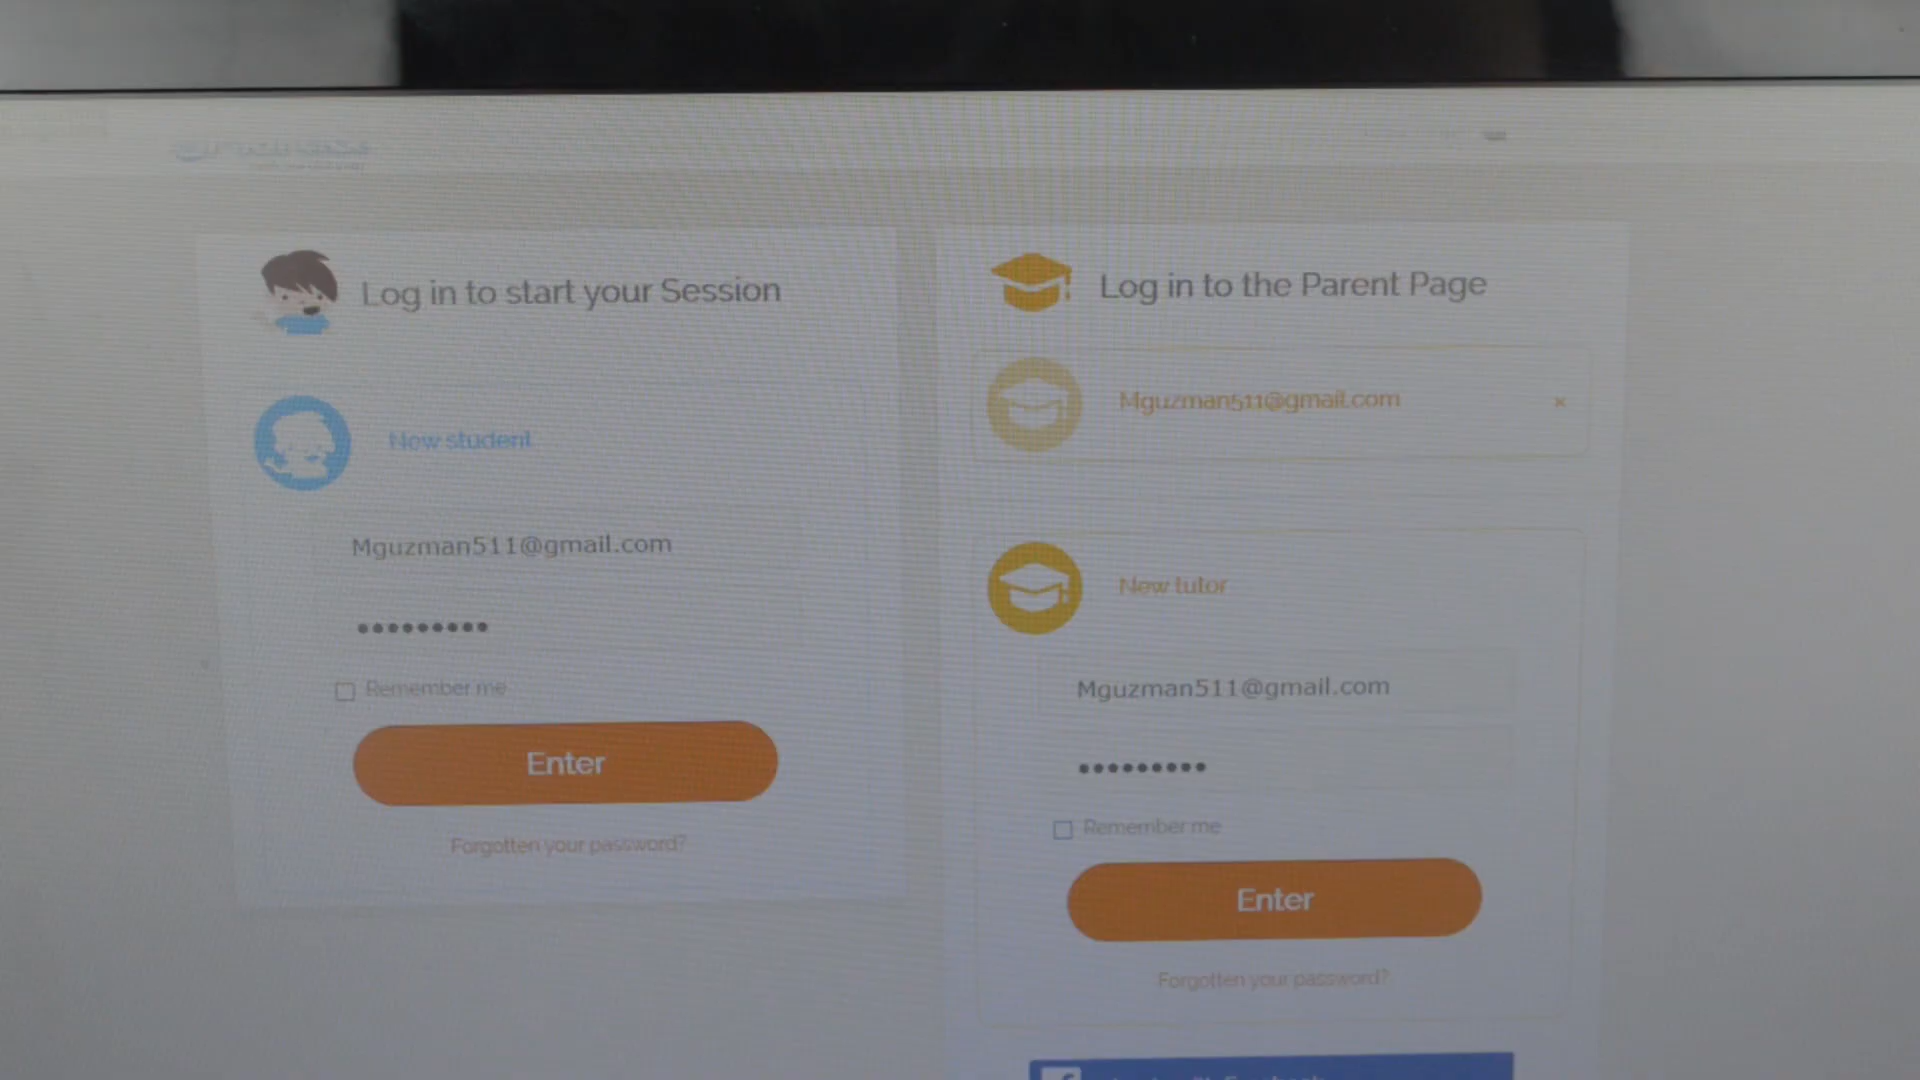 Log in to start your Session
New student
Mguzman511@gmail.com
Remember me
Enter
Forgotten your password?
Log in to the Parent Page
Mguzman511@gmail.com
×
New tutor
Mguzman511@gmail.com
Remember me
Enter
Forgotten your password?